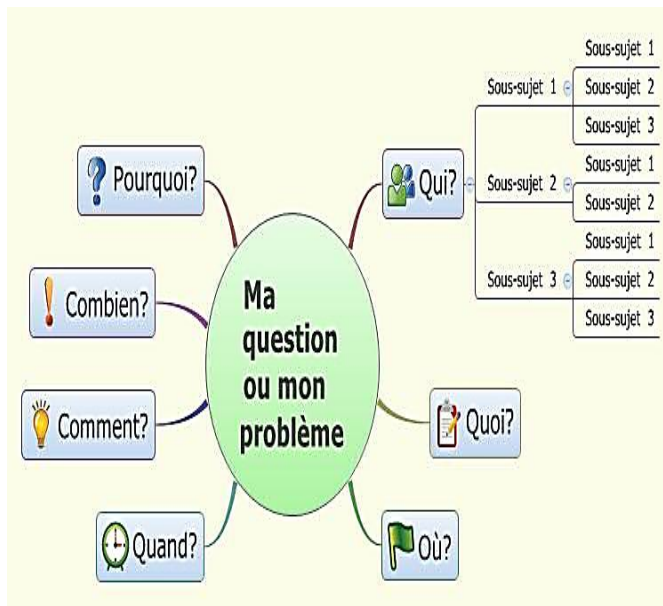 Ma
question
ou mon
problème
Qui?
Sous-sujet 1
Sous-sujet 1
Sous-sujet 2
Sous-sujet 3
Sous-sujet 2
Sous-sujet 1
Sous-sujet 2
Sous-sujet 3
Sous-sujet 1
Sous-sujet 2
Sous-sujet 3
Quoi?
Où?
Quand?
Comment?
Combien?
Pourquoi?